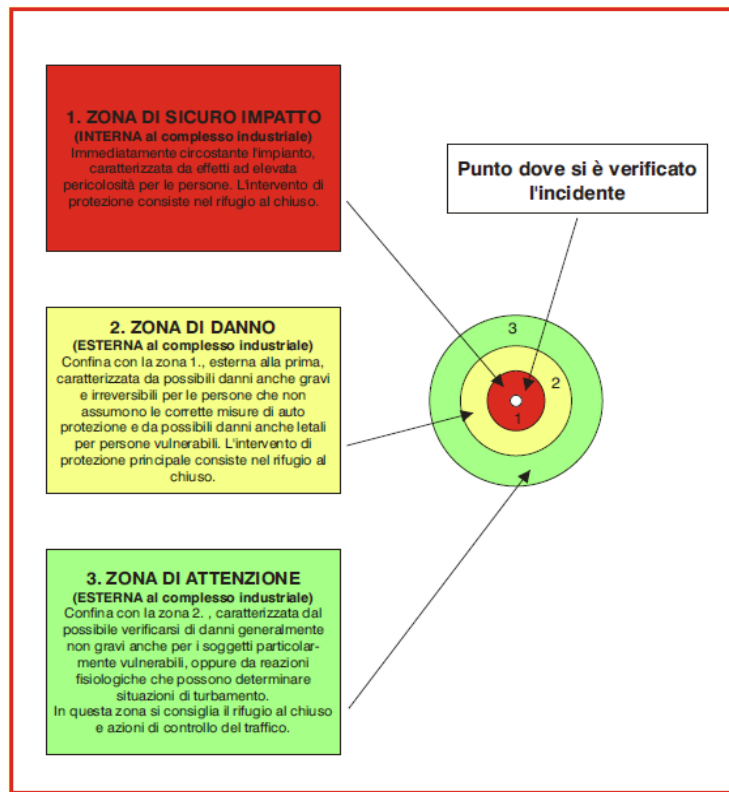 1. ZONA DI SICURO IMPATTO
(INTERNA al complesso industriale)
Immediatamente circostante l'impianto,
caratterizzata da effetti ad elevata
pericolosità per le persone. L'intervento di
protezione consiste nel rifugio al chiuso.
Punto dove si è verificato
l'incidente
2. ZONA DI DANNO
(ESTERNA al complesso industriale)
Confina con la zona 1., esterna alla prima,
caratterizzata da possibili danni anche gravi
e irreversibili per le persone che non
assumono le corrette misure di auto
protezione e da possibili danni anche letali
per persone vulnerabili. L'intervento di
protezione principale consiste nel rifugio al
chiuso.
3
2
1
3. ZONA DI ATTENZIONE
(ESTERNA al complesso industriale)
Confina con la zona 2. , caratterizzata dal
possibile verificarsi di danni generalmente
non gravi anche per i soggetti particolar-
mente vulnerabili, oppure da reazioni
fisiologiche che possono determinare
situazioni di turbamento.
In questa zona si consiglia il rifugio al chiuso
e azioni di controllo del traffico.